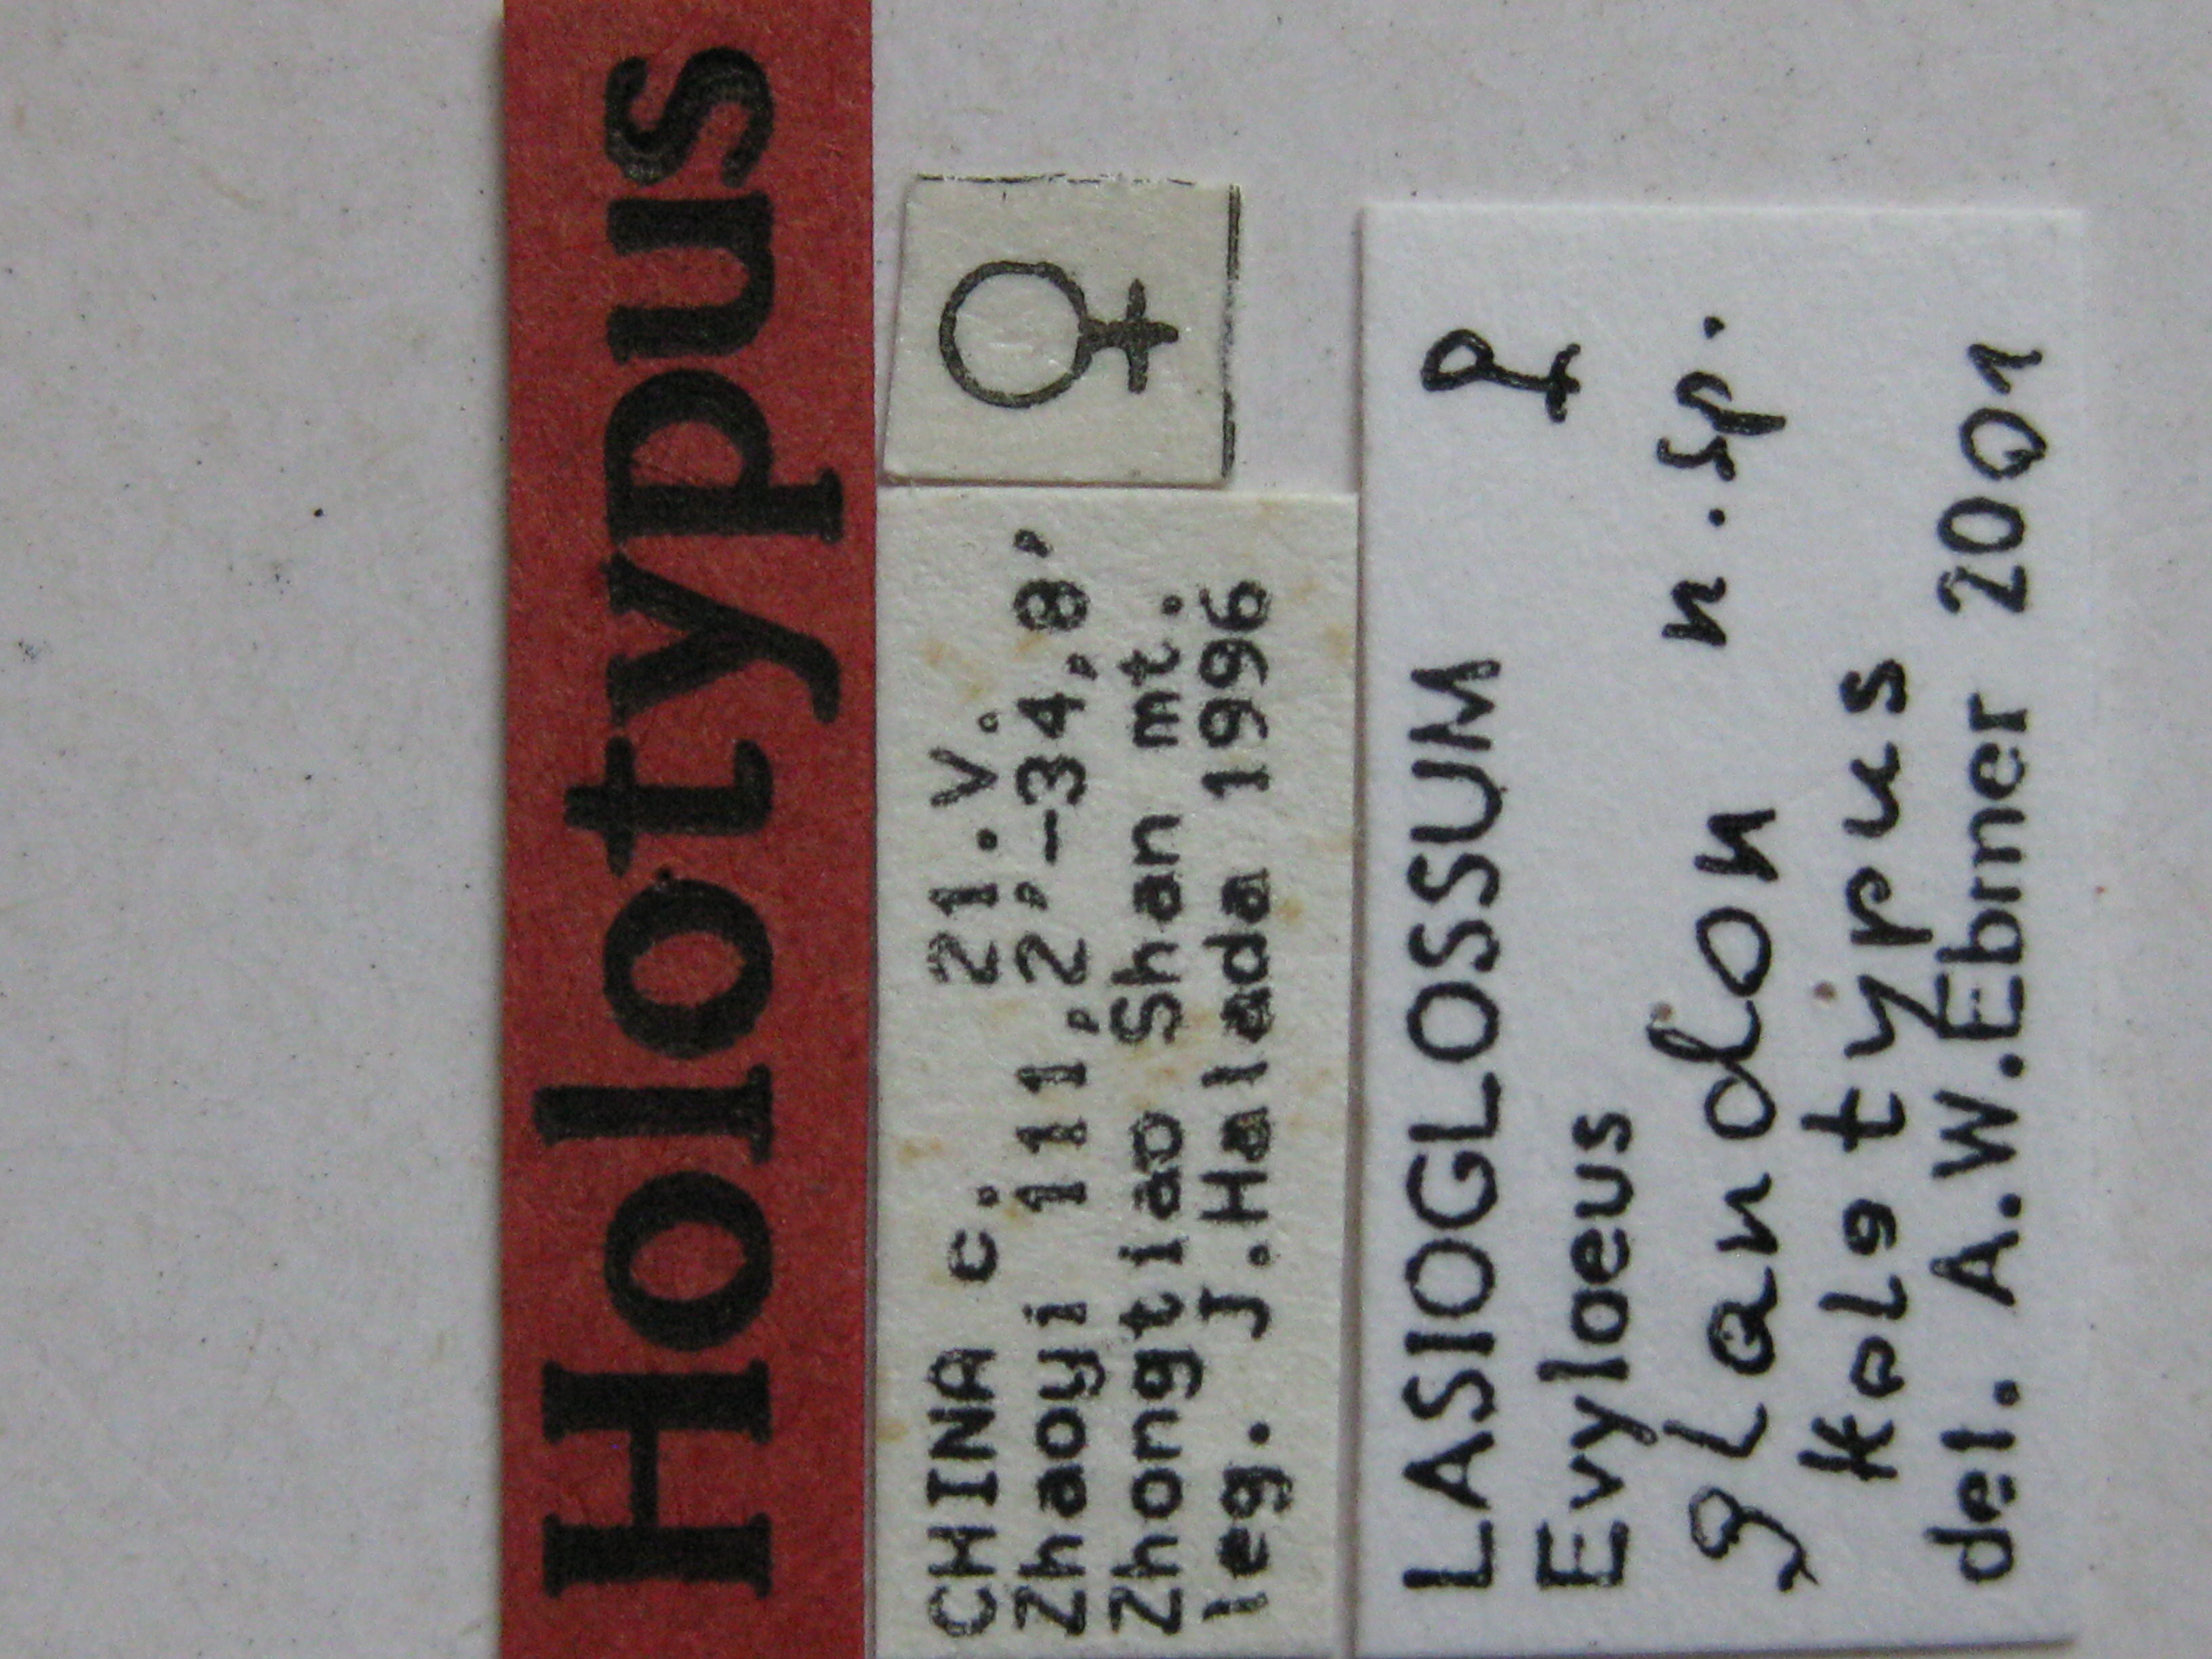 Holotypus
CHINA c. 21.V.
Zhaoyi 111,2'-34,8'
Zhongtiao Shan mt.
leg. J.Halada 1996
♀
LASIOGLOSSUM ♀
Evylaeus
glandon n.sp.
Holotypus
del. A.W.Ebmer 2001